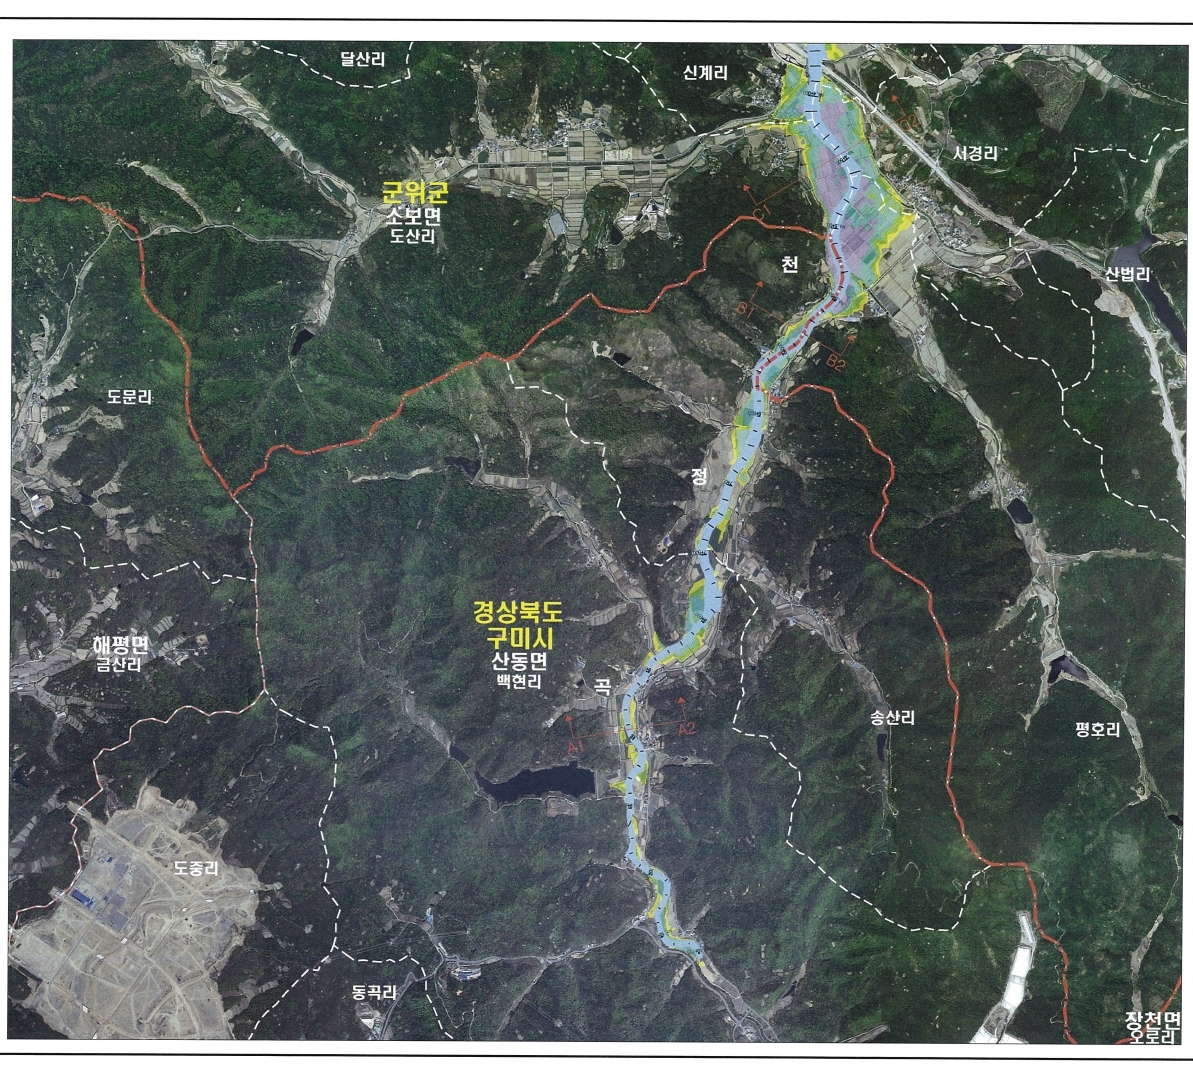 달산리
신계리
서경리
군위군
소보면
도산리
C1
천
산법리
B1
B2
도문리
정
경상북도
구미시
산동면
백현리
해평면
금산리
곡
송산리
평호리
A1
A2
도중리
동곡리
장천면
오로리